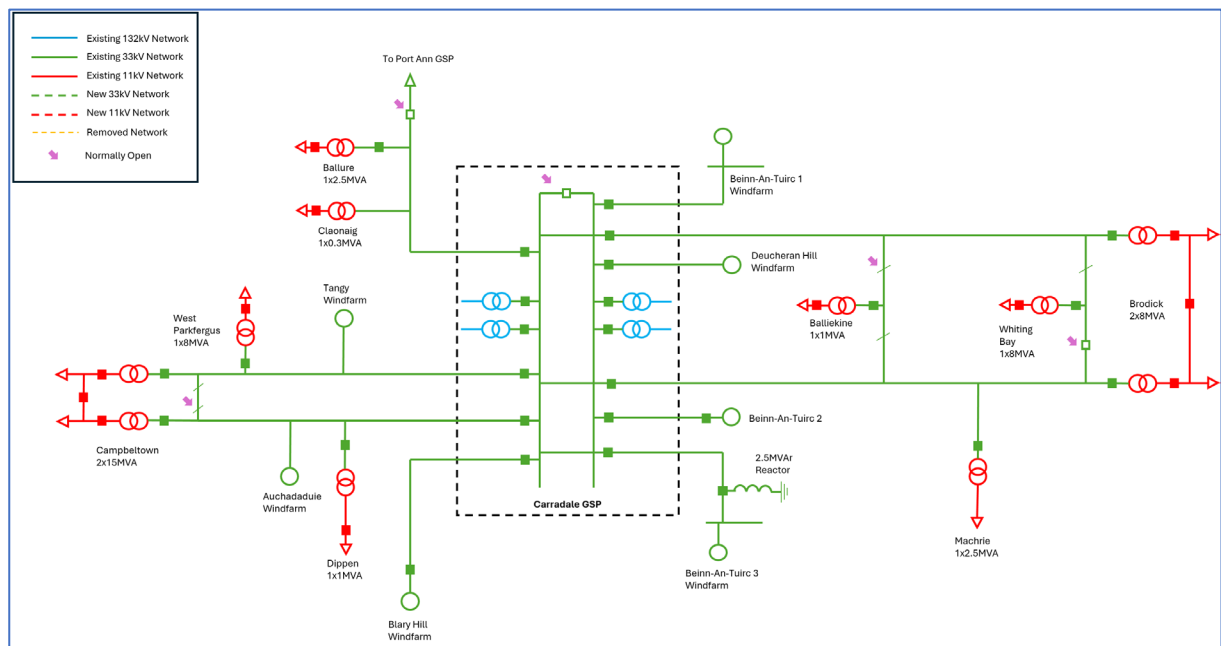 Existing 132kV Network
Existing 33kV Network
Existing 11kV Network
New 33kV Network
New 11kV Network
Removed Network
Normally Open
To Port Ann GSP
Ballure
1x2.5MVA
Claonaig
1x0.3MVA
Beinn-An-Tuirc 1
Windfarm
Deucheran Hill
Windfarm
Tangy
Windfarm
West
Parkfergus
1x8MVA
Balliekine
1x1MVA
Whiting
Bay
1x8MVA
Brodick
2x8MVA
Campbeltown
2x15MVA
Beinn-An-Tuirc 2
2.5MVAr
Reactor
Auchadaduie
Windfarm
Carradale GSP
Dippen
1x1MVA
Machrie
1x2.5MVA
Beinn-An-Tuirc 3
Windfarm
Blary Hill
Windfarm